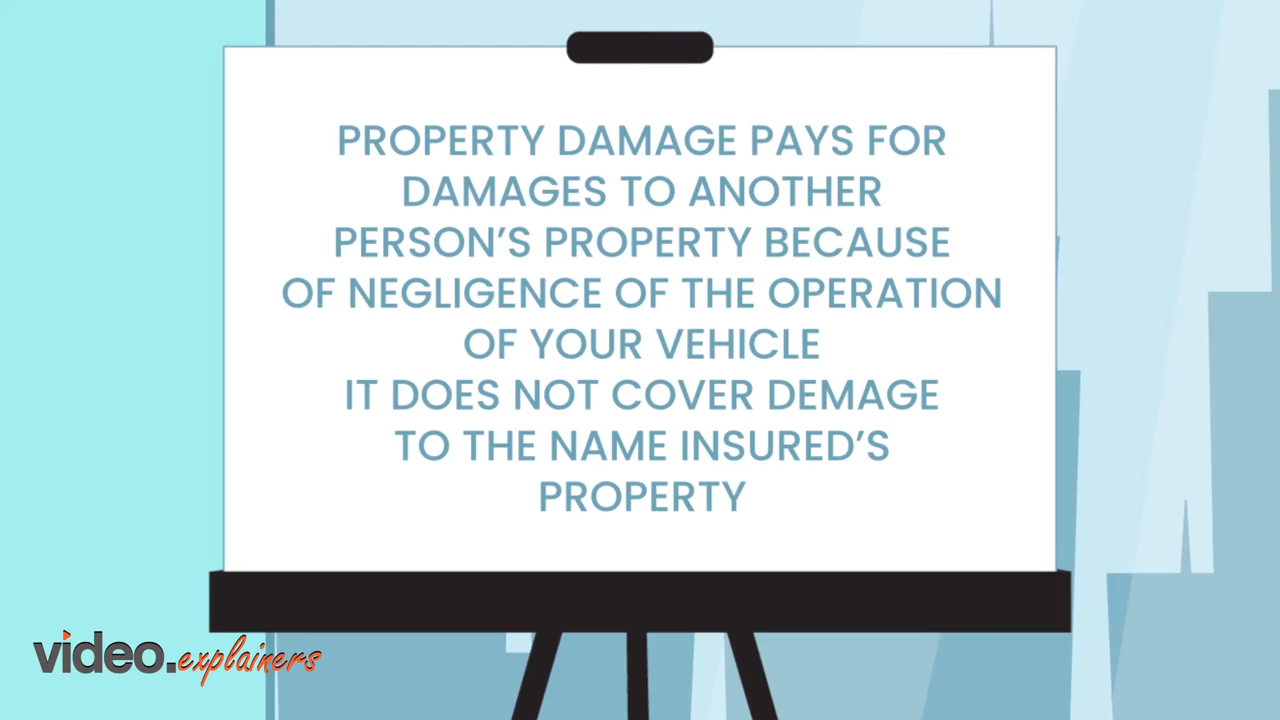 PROPERTY DAMAGE PAYS FOR
DAMAGES TO ANOTHER
PERSON’S PROPERTY BECAUSE
OF NEGLIGENCE OF THE OPERATION
OF YOUR VEHICLE
IT DOES NOT COVER DEMAGE
TO THE NAME INSURED’S
PROPERTY
video.explainers